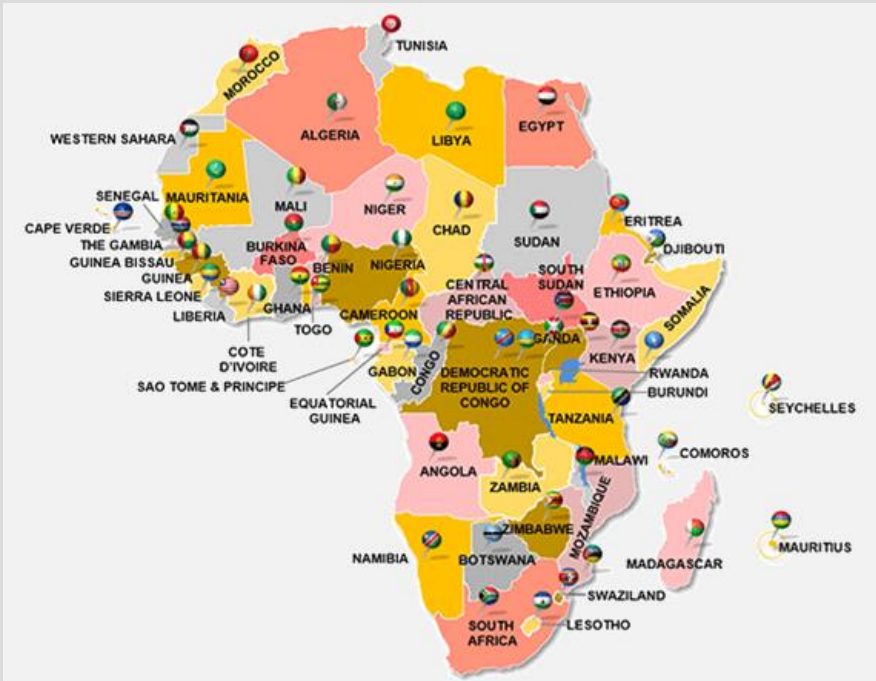 TUNISIA
MOROCCO
ALGERIA
LIBYA
EGYPT
WESTERN SAHARA
MAURITANIA
MALI
NIGER
CHAD
SUDAN
ERITREA
SENEGAL
CAPE VERDE
THE GAMBIA
GUINEA BISSAU
GUINEA
SIERRA LEONE
LIBERIA
BURKINA
FASO
BENIN
NIGERIA
GHANA
TOGO
COTE
D'IVOIRE
CAMEROON
CENTRAL
AFRICAN
REPUBLIC
SOUTH
SUDAN
DJIBOUTI
ETHIOPIA
SOMALIA
SAO TOME & PRINCIPE
EQUATORIAL
GUINEA
GABON
CONGO
DEMOCRATIC
REPUBLIC OF
CONGO
GANDA
KENYA
RWANDA
BURUNDI
TANZANIA
SEYCHELLES
COMOROS
ANGOLA
ZAMBIA
MALAWI
MOZAMBIQUE
ZIMBABWE
NAMIBIA
BOTSWANA
MADAGASCAR
MAURITIUS
SWAZILAND
LESOTHO
SOUTH
AFRICA